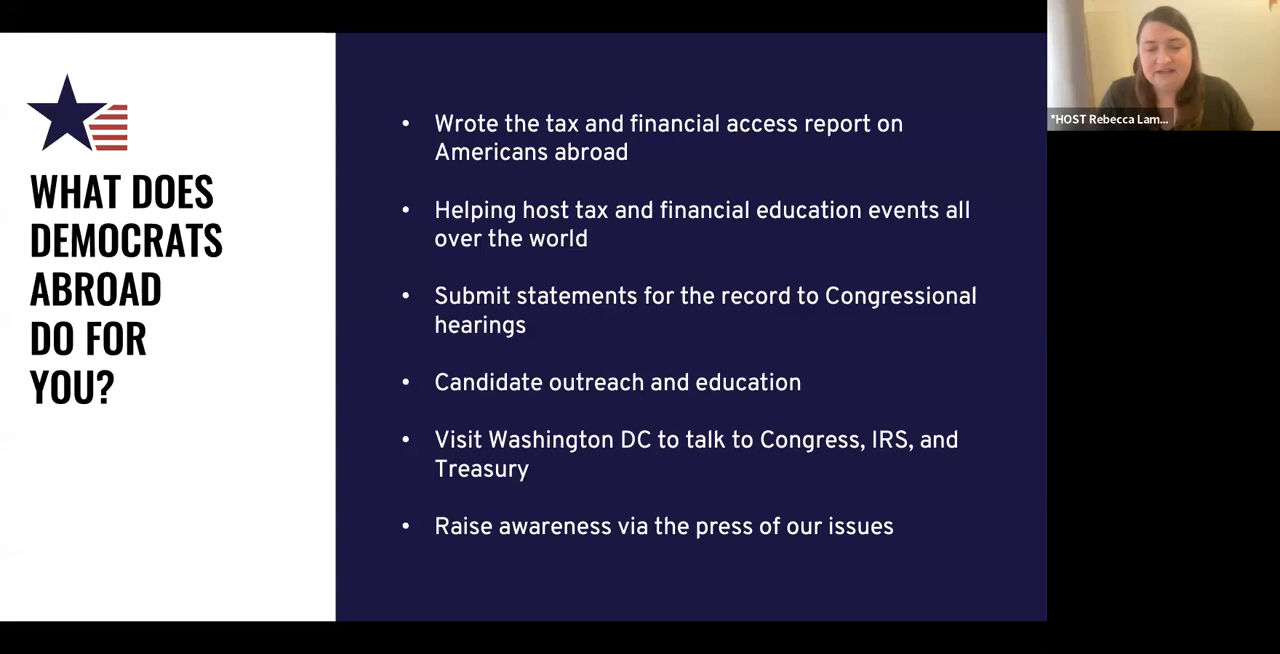 WHAT DOES
DEMOCRATS
ABROAD
DO FOR
YOU?
• Wrote the tax and financial access report on
Americans abroad
• Helping host tax and financial education events all
over the world
• Submit statements for the record to Congressional
hearings
• Candidate outreach and education
• Visit Washington DC to talk to Congress, IRS, and
Treasury
• Raise awareness via the press of our issues
*HOST Rebecca Lam...